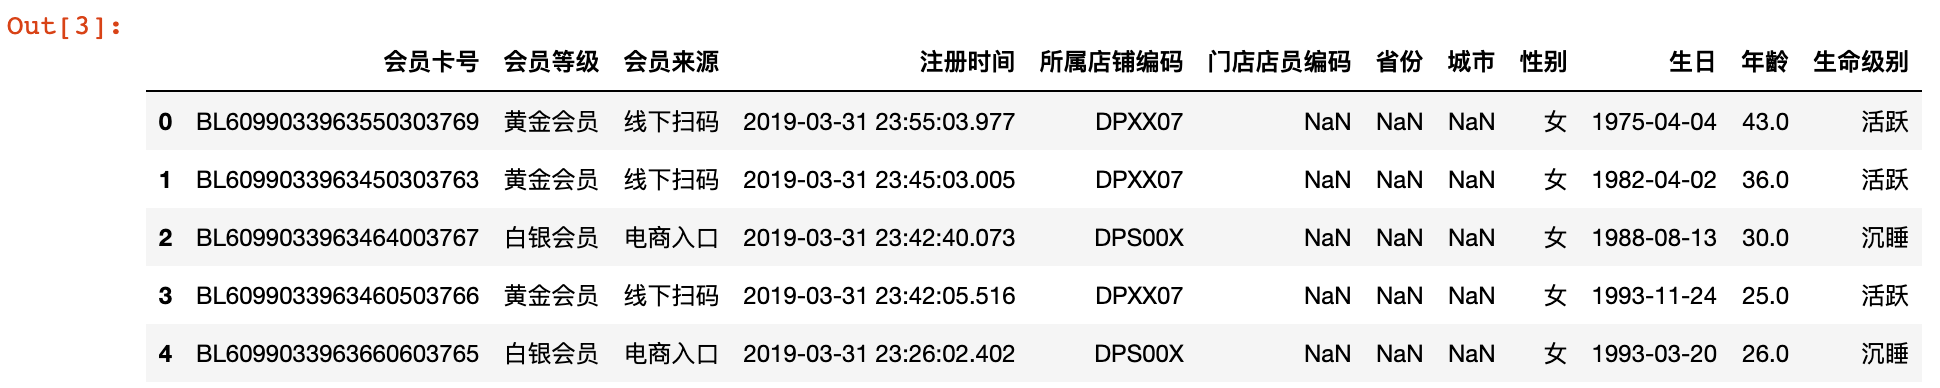 Out[3]:
会员卡号 会员等级 会员来源 注册时间 所属店铺编码 门店店员编码 省份 城市 性别 生日 年齢 生命级别
0 BL6099033963550303769 黄金会员 线下扫码 2019-03-31 23:55:03.977 DPXX07 NaN NaN NaN 女 1975-04-04 43.0 活跃
1 BL6099033963450303763 黄金会员 线下扫码 2019-03-31 23:45:03.005 DPXX07 NaN NaN NaN 女 1982-04-02 36.0 活跃
2 BL6099033963464003767 白银会员 电商入口 2019-03-31 23:42:40.073 DPS00X NaN NaN NaN 女 1988-08-13 30.0 沉睡
3 BL6099033963460503766 黄金会员 线下扫码 2019-03-31 23:42:05.516 DPXX07 NaN NaN NaN 女 1993-11-24 25.0 活跃
4 BL6099033963660603765 白银会员 电商入口 2019-03-31 23:26:02.402 DPS00X NaN NaN NaN 女 1993-03-20 26.0 沉睡